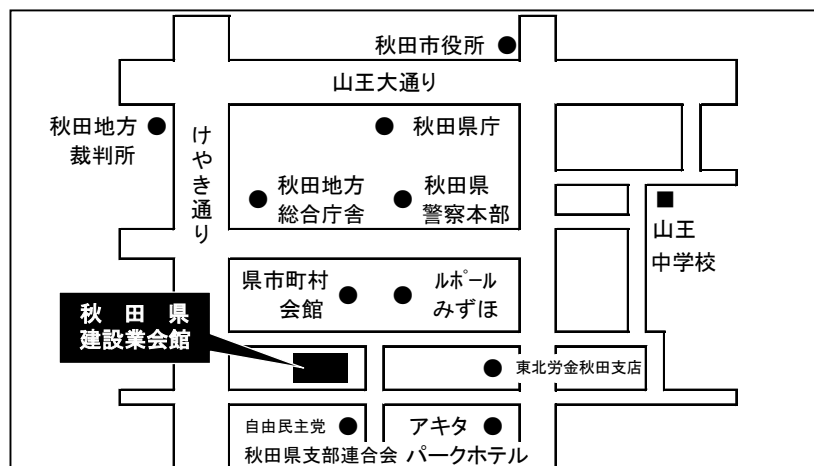 秋田市役所
山王大通り
秋田地方
裁判所
けやき通り
秋田県庁
秋田地方
総合庁舎
秋田県
警察本部
山王
中学校
県市町村
会館
ルポール
みずほ
秋田県
建設業会館
東北労金秋田支店
自由民主党
秋田県支部連合会
アキタ
パークホテル